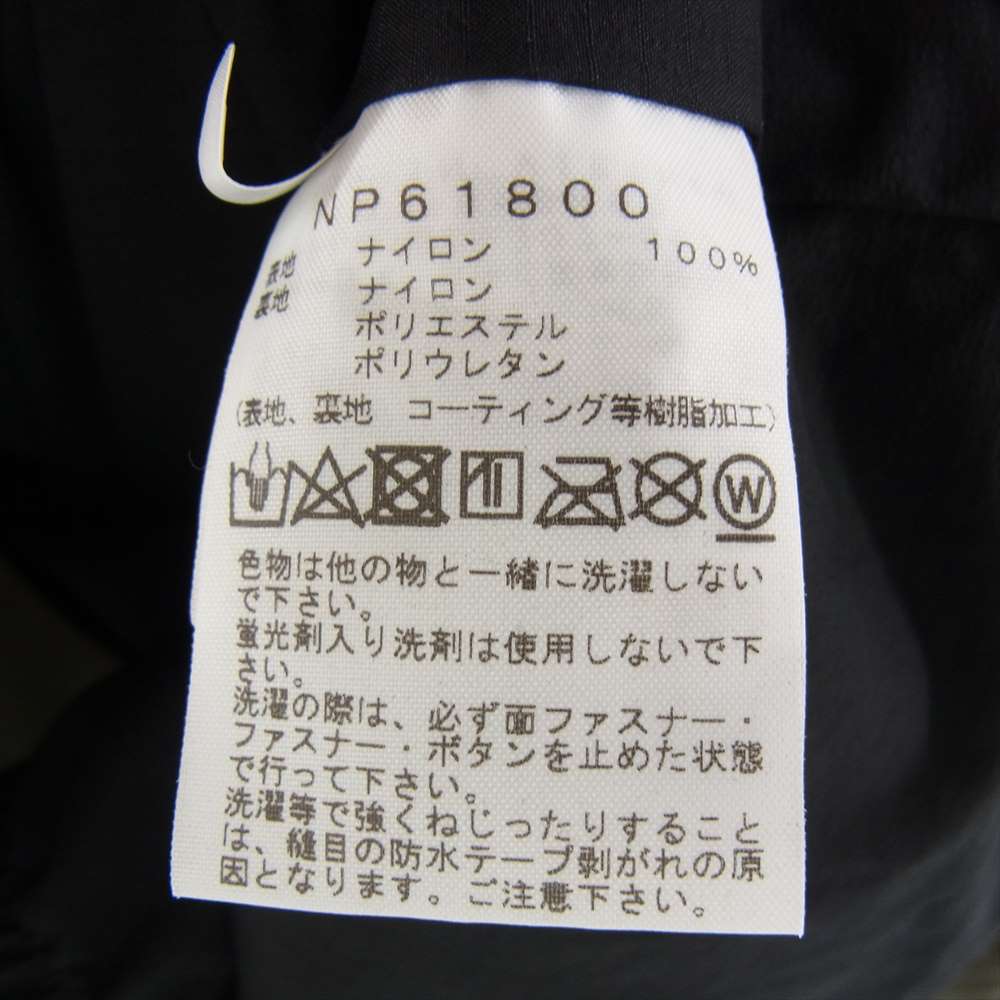 NP61800
表地 ナイロン 100%
裏地 ナイロン
ポリエステル
ポリウレタン
(表地、裏地 コーティング等樹脂加工)
W
色物は他の物と一緒に洗濯しない
で下さい。
蛍光剤入り洗剤は使用しないで下
さい。
洗濯の際は、必ず面ファスナー・
ファスナー・ボタンを止めた状態
で行って下さい。
洗濯等で強くねじったりすること
は、縫目の防水テープ剥がれの原
因となります。ご注意下さい。